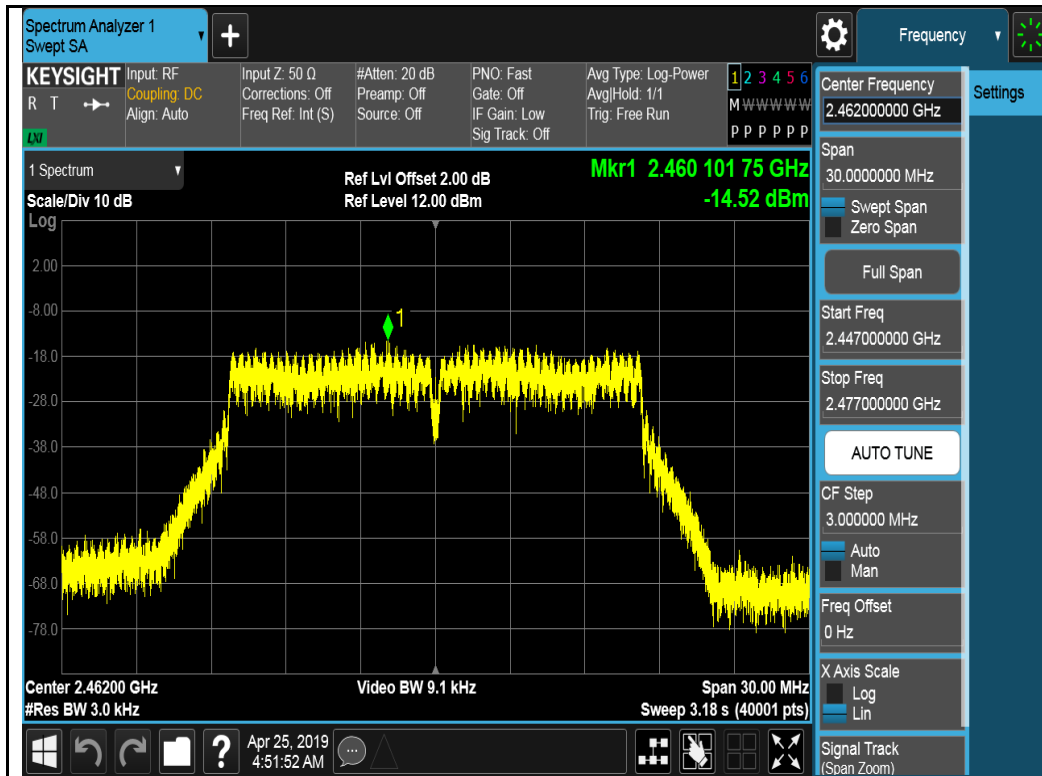 Spectrum Analyzer 1
Swept SA
+
Frequency
KEYSIGHT
R T
LXI
Input: RF
Coupling: DC
Align: Auto
Input Z: 50 Ω
Corrections: Off
Freq Ref: Int (S)
#Atten: 20 dB
Preamp: Off
Source: Off
PNO: Fast
Gate: Off
IF Gain: Low
Sig Track: Off
Avg Type: Log-Power
Avg|Hold: 1/1
Trig: Free Run
1 2 3 4 5 6
M W W W W W
P P P P P P
1 Spectrum
Scale/Div 10 dB
Ref Lvl Offset 2.00 dB
Ref Level 12.00 dBm
Mkr1 2.460 101 75 GHz
-14.52 dBm
Log
2.00
-8.00
-18.0
-28.0
-38.0
-48.0
-58.0
-68.0
-78.0
1
Center 2.46200 GHz
#Res BW 3.0 kHz
Video BW 9.1 kHz
Span 30.00 MHz
Sweep 3.18 s (40001 pts)
Center Frequency
2.462000000 GHz
Span
30.0000000 MHz
Swept Span
Zero Span
Full Span
Start Freq
2.447000000 GHz
Stop Freq
2.477000000 GHz
AUTO TUNE
CF Step
3.000000 MHz
Auto
Man
Freq Offset
0 Hz
X Axis Scale
Log
Lin
Signal Track
(Span Zoom)
Settings
?
Apr 25, 2019
4:51:52 AM